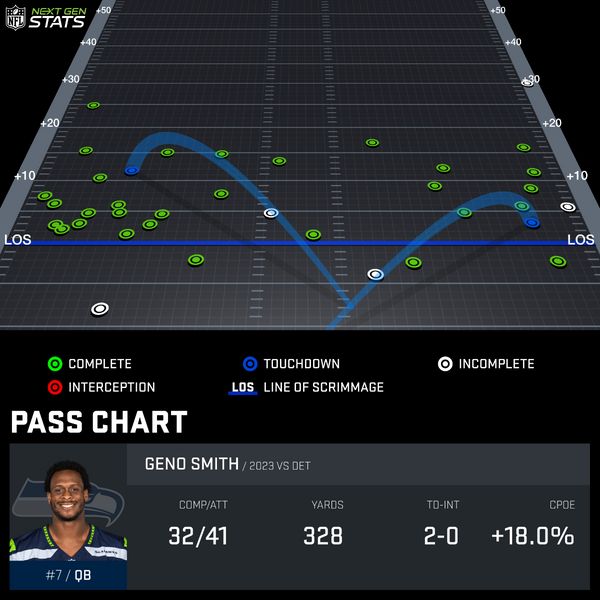 NFL NEXT GEN STATS
+50 +50
+40 +40
+30 +30
+20 +20
+10 +10
LOS LOS
COMPLETE TOUCHDOWN INCOMPLETE
INTERCEPTION LOS LINE OF SCRIMMAGE
PASS CHART
GENO SMITH / 2023 VS DET
COMP/ATT YARDS TD-INT CPOE
32/41 328 2-0 +18.0%
#7 / QB